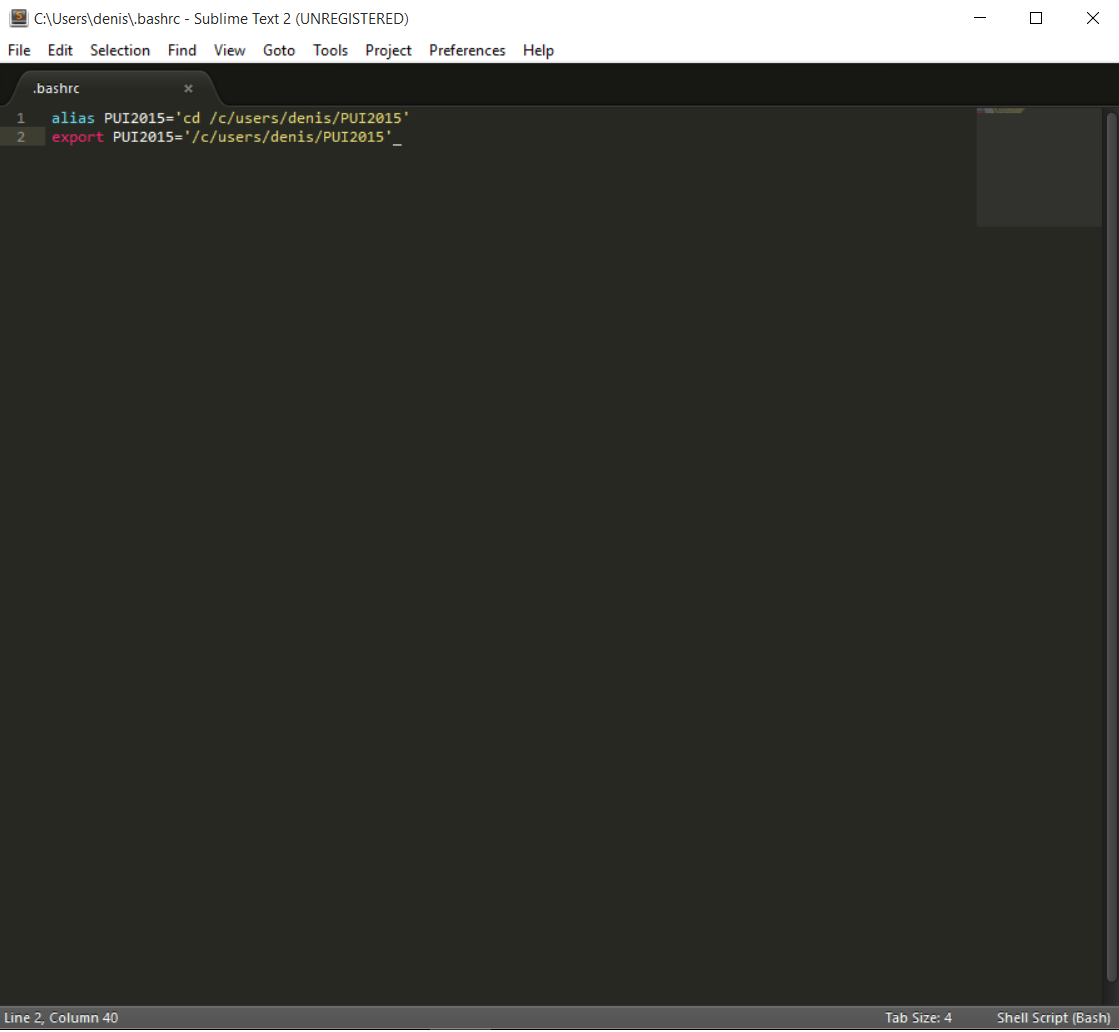 C:\Users\denis\.bashrc - Sublime Text 2 (UNREGISTERED)
File Edit Selection Find View Goto Tools Project Preferences Help
.bashrc
1 alias PUI2015='cd /c/users/denis/PUI2015'
2 export PUI2015='/c/users/denis/PUI2015'_
Line 2, Column 40 Tab Size: 4 Shell Script (Bash)